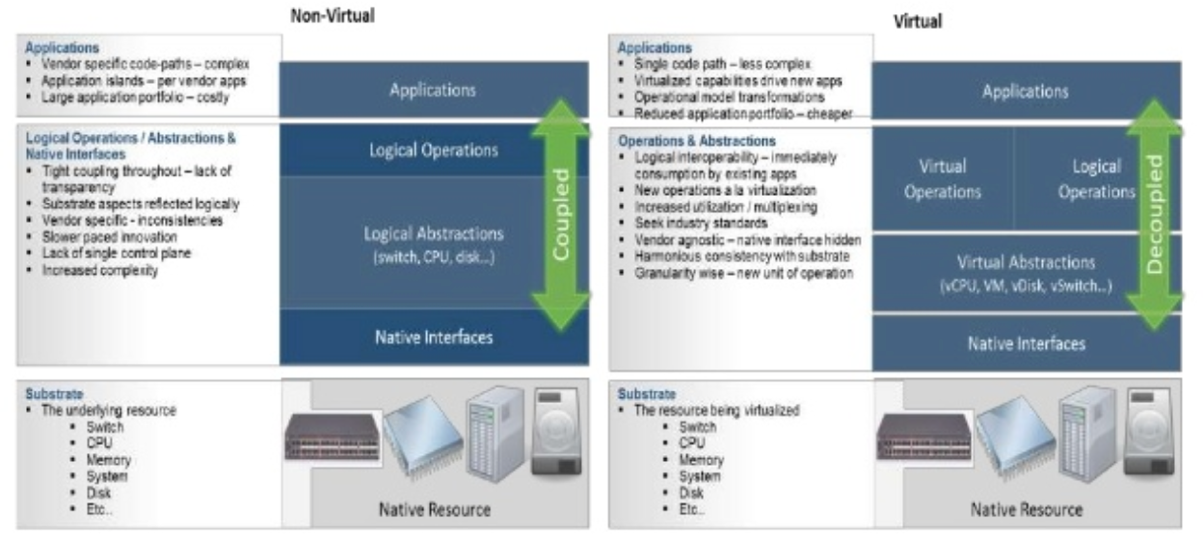 Non-Virtual
Applications
▪ Vendor specific code-paths – complex
▪ Application islands – per vendor apps
▪ Large application portfolio – costly
Applications
Logical Operations / Abstractions &
Native Interfaces
▪ Tight coupling throughout – lack of
transparency
▪ Substrate aspects reflected logically
▪ Vendor specific - inconsistencies
▪ Slower paced innovation
▪ Lack of single control plane
▪ Increased complexity
Logical Operations
Logical Abstractions
(switch, CPU, disk...)
Native Interfaces
Coupled
Substrate
▪ The underlying resource
▪ Switch
▪ CPU
▪ Memory
▪ System
▪ Disk
▪ Etc..
Native Resource
Virtual
Applications
▪ Single code path – less complex
▪ Virtualized capabilities drive new apps
▪ Operational model transformations
▪ Reduced application portfolio – cheaper
Applications
Operations & Abstractions
▪ Logical interoperability – immediately
consumption by existing apps
▪ New operations a la virtualization
▪ Increased utilization / multiplexing
▪ Seek industry standards
▪ Vendor agnostic – native interface hidden
▪ Harmonious consistency with substrate
▪ Granularity wise – new unit of operation
Virtual
Operations
Logical
Operations
Virtual Abstractions
(vCPU, VM, vDisk, vSwitch...)
Native Interfaces
Decoupled
Substrate
▪ The resource being virtualized
▪ Switch
▪ CPU
▪ Memory
▪ System
▪ Disk
▪ Etc..
Native Resource